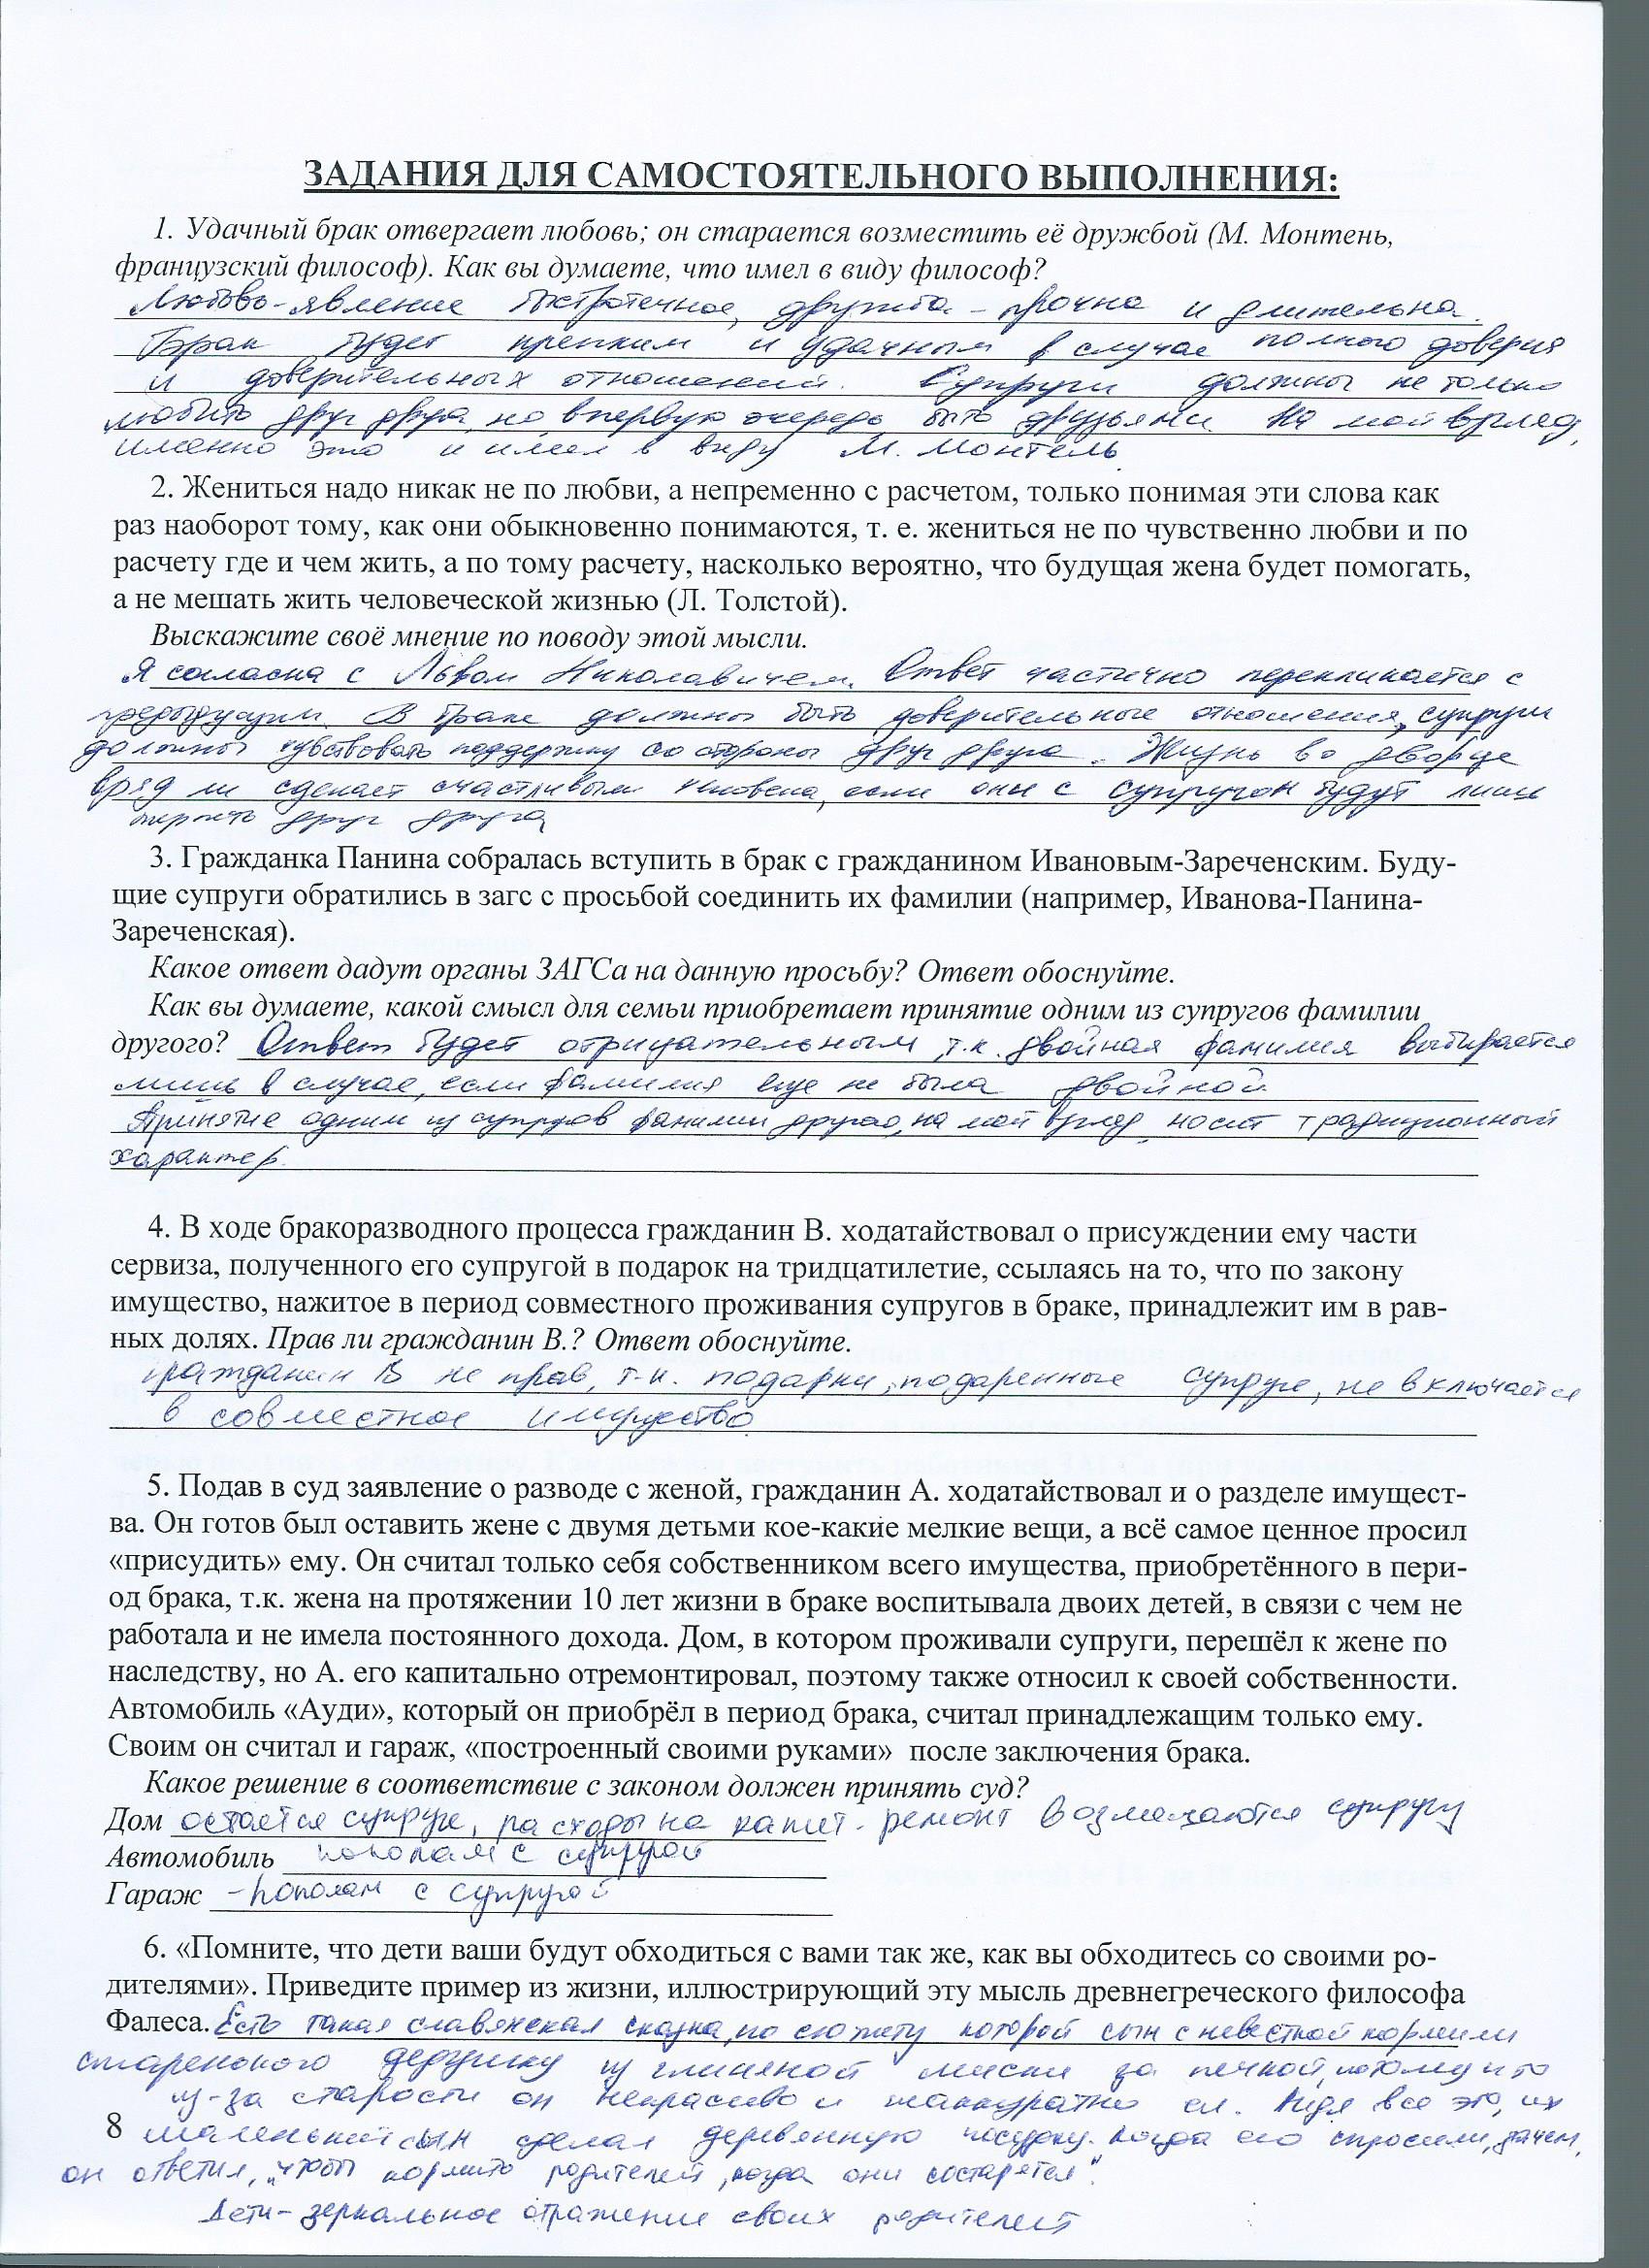 ЗАДАНИЯ ДЛЯ САМОСТОЯТЕЛЬНОГО ВЫПОЛНЕНИЯ:
1. Удачный брак отвергает любовь; он старается возместить её дружбой (М. Монтень,
французский философ). Как вы думаете, что имел в виду философ?
Любовь-явление быстротечное, дружба - прочна и длительна.
Брак будет крепким и удачным в случае полного доверия
и доверительных отношений. Супруги должны не только
любить друг друга, но в первую очередь быть друзьями. На мой взгляд,
именно это и имел в виду М. Монтель.
2. Жениться надо никак не по любви, а непременно с расчетом, только понимая эти слова как
раз наоборот тому, как они обыкновенно понимаются, т. е. жениться не по чувственно любви и по
расчету где и чем жить, а по тому расчету, насколько вероятно, что будущая жена будет помогать,
а не мешать жить человеческой жизнью (Л. Толстой).
Выскажите своё мнение по поводу этой мысли.
Я согласна с Львом Николавичем. Ответ частично перекликается с
предыдущим. В браке должны быть доверительные отношения, супруги
должны чувствовать поддержку со стороны друг друга. Жизнь во дворце
вряд ли сделает счастливым человека, если они с супругом будут лишь
терпеть друг друга
3. Гражданка Панина собралась вступить в брак с гражданином Ивановым-Зареченским. Буду-
щие супруги обратились в загс с просьбой соединить их фамилии (например, Иванова-Панина-
Зареченская).
Какое ответ дадут органы ЗАГСа на данную просьбу? Ответ обоснуйте.
Как вы думаете, какой смысл для семьи приобретает принятие одним из супругов фамилии
другого? Ответ будет отрицательным, т.к. двойная фамилия выбирается
лишь в случае, если фамилия еще не была двойной
Принятие одним из супругов фамилии другого, на мой взгляд, носит традиционный
характер.
4. В ходе бракоразводного процесса гражданин В. ходатайствовал о присуждении ему части
сервиза, полученного его супругой в подарок на тридцатилетие, ссылаясь на то, что по закону
имущество, нажитое в период совместного проживания супругов в браке, принадлежит им в рав-
ных долях. Прав ли гражданин В.? Ответ обоснуйте.
гражданин В не прав, т.к. подарки, подаренные супруге, не включается
в совместное имущество
5. Подав в суд заявление о разводе с женой, гражданин А. ходатайствовал и о разделе имущест-
ва. Он готов был оставить жене с двумя детьми кое-какие мелкие вещи, а всё самое ценное просил
«присудить» ему. Он считал только себя собственником всего имущества, приобретённого в пери-
од брака, т.к. жена на протяжении 10 лет жизни в браке воспитывала двоих детей, в связи с чем не
работала и не имела постоянного дохода. Дом, в котором проживали супруги, перешёл к жене по
наследству, но А. его капитально отремонтировал, поэтому также относил к своей собственности.
Автомобиль «Ауди», который он приобрёл в период брака, считал принадлежащим только ему.
Своим он считал и гараж, «построенный своими руками» после заключения брака.
Какое решение в соответствие с законом должен принять суд?
Дом остается супруге, расходы на капит. ремонт возмещаются супругу
Автомобиль пополам с супругой
Гараж - пополам с супругой
6. «Помните, что дети ваши будут обходиться с вами так же, как вы обходитесь со своими ро-
дителями». Приведите пример из жизни, иллюстрирующий эту мысль древнегреческого философа
Фалеса. Есть такая славянская сказка, по сюжету которой сын с невесткой кормили
старенького дедушку из глиняной миски за печкой, потому что
из-за старости он некрасиво и неаккуратно ел. Видя все это, их
8 маленький сын сделал деревянную посудку. Когда его спросили, зачем,
он ответил, "чтобы кормить родителей, когда они состарятся".
Дети- зеркальное отражение своих родителей